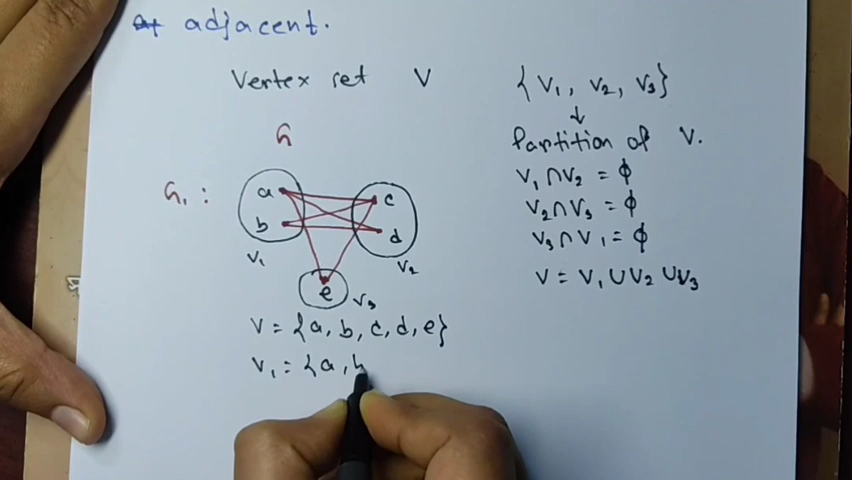 adjacent.
Vertex set V
{V₁, V₂, V₃}
↓
Partition of V.
V₁ ∩ V₂ = ϕ
V₂ ∩ V₃ = ϕ
V₃ ∩ V₁ = ϕ
V = V₁ ∪ V₂ ∪ V₃
G
G₁ :
a c
b d
V₁ V₂
e V₃
V = {a, b, c, d, e}
V₁ = {a, b